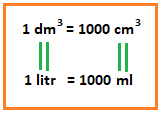 1 dm³ = 1000 cm³
1 litr = 1000 ml